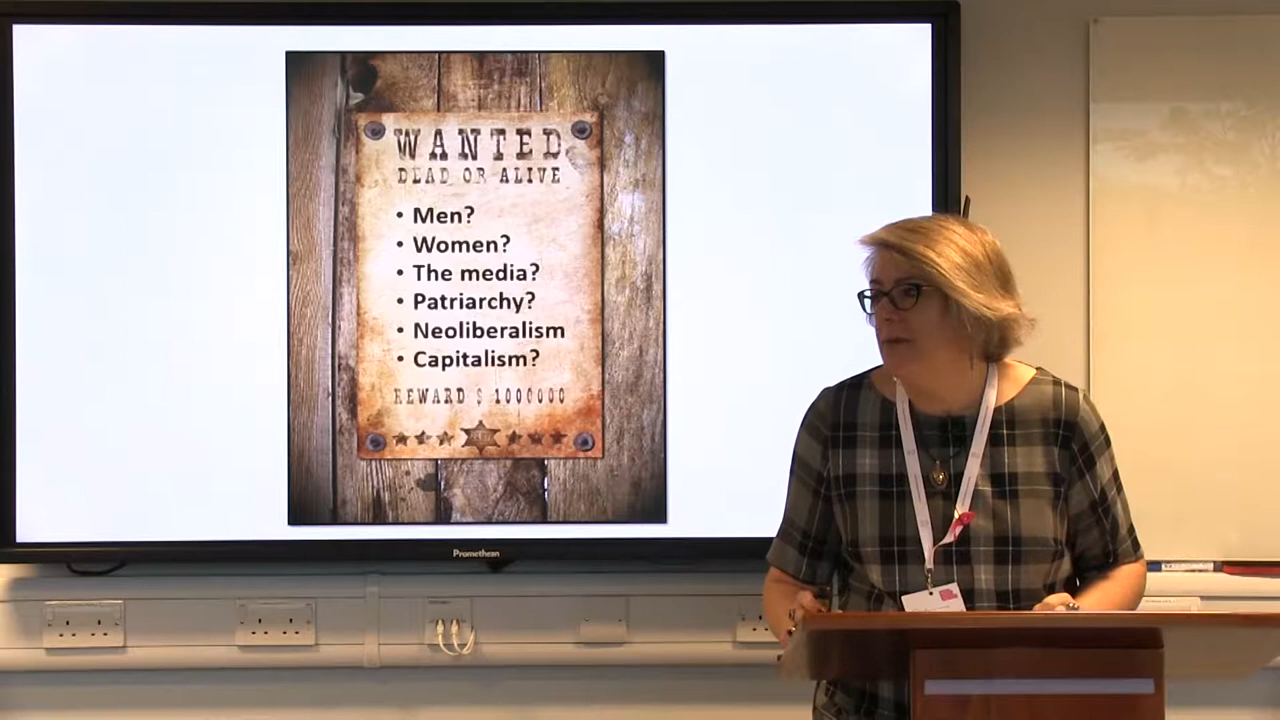 WANTED
DEAD OR ALIVE
• Men?
• Women?
• The media?
• Patriarchy?
• Neoliberalism
• Capitalism?
REWARD $ 1000000
Promethean